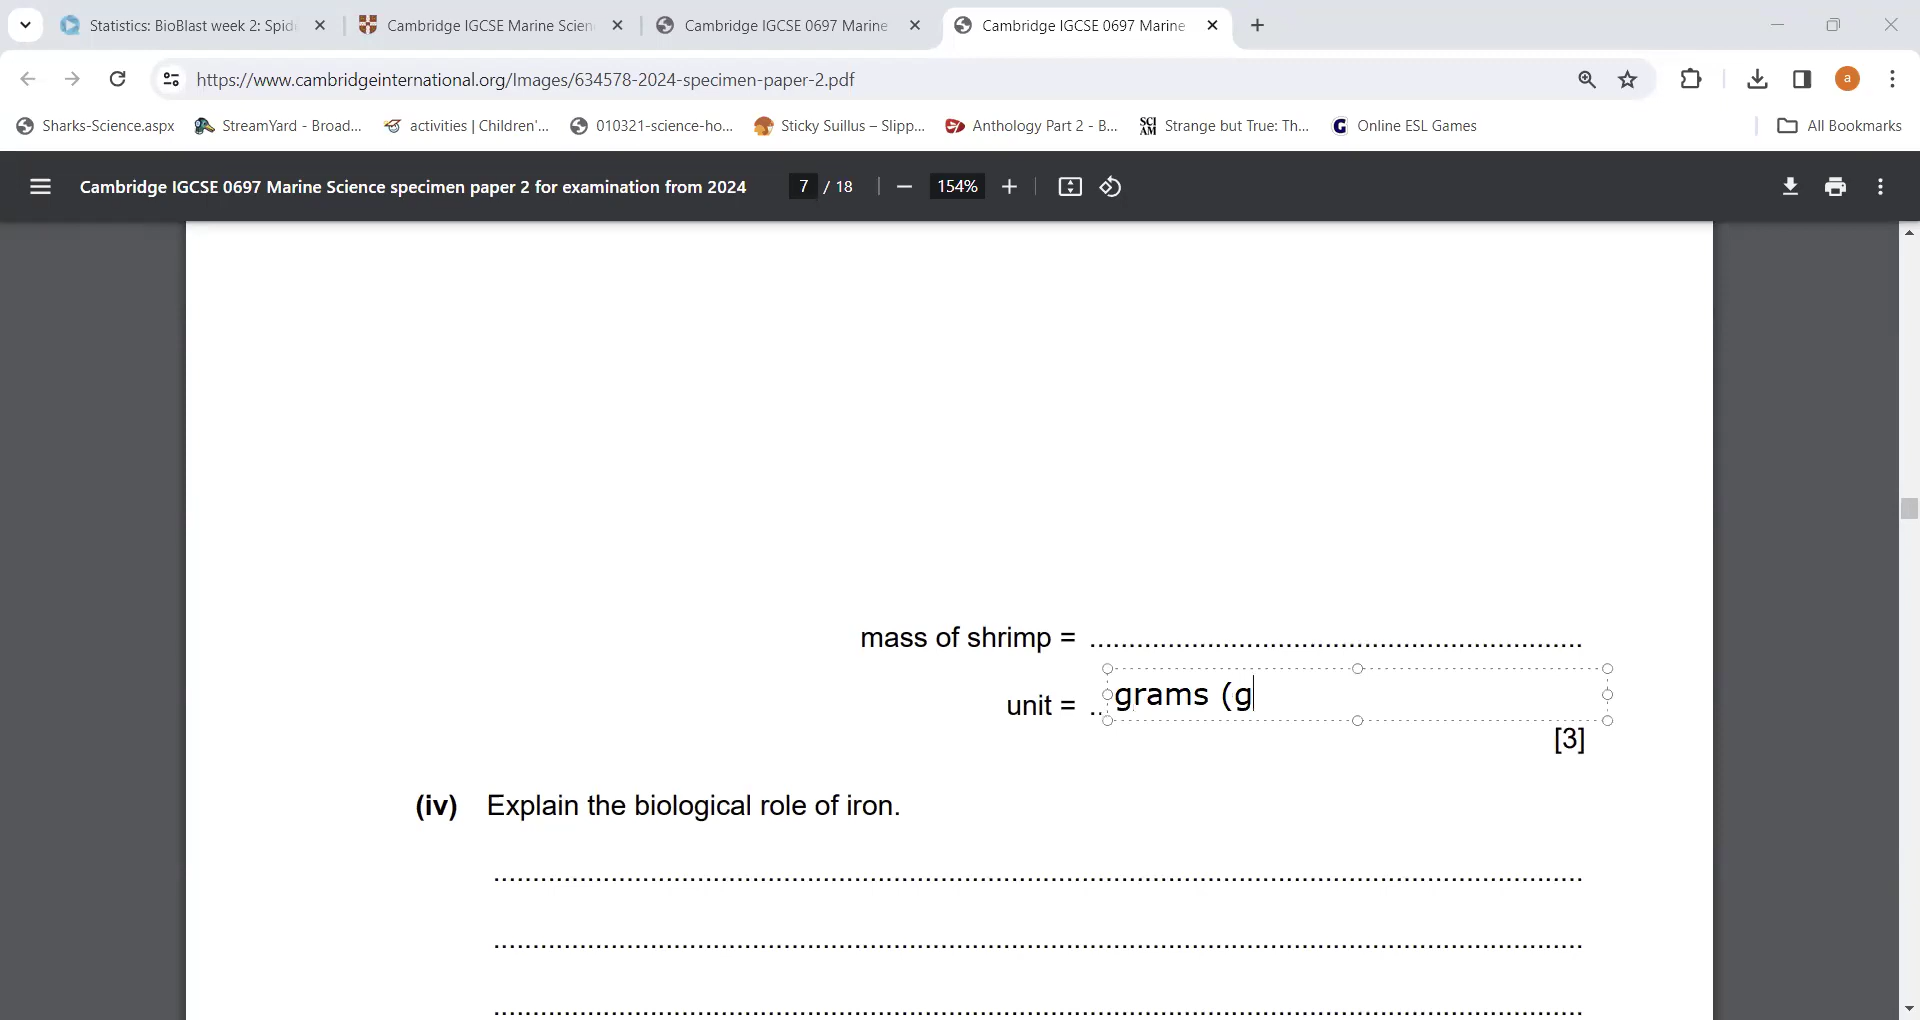 Statistics: BioBlast week 2: Spid
Cambridge IGCSE Marine Scien
Cambridge IGCSE 0697 Marine
Cambridge IGCSE 0697 Marine
https://www.cambridgeinternational.org/Images/634578-2024-specimen-paper-2.pdf
a
Sharks-Science.aspx
StreamYard - Broad...
activities | Children'...
010321-science-ho...
Sticky Suillus – Slipp...
Anthology Part 2 - B...
SCI AM
Strange but True: Th...
G
Online ESL Games
All Bookmarks
Cambridge IGCSE 0697 Marine Science specimen paper 2 for examination from 2024
7 / 18
154%
mass of shrimp = ...............................................................
unit = .. grams (g
[3]
(iv) Explain the biological role of iron.
...........................................................................................................................................
...........................................................................................................................................
...........................................................................................................................................